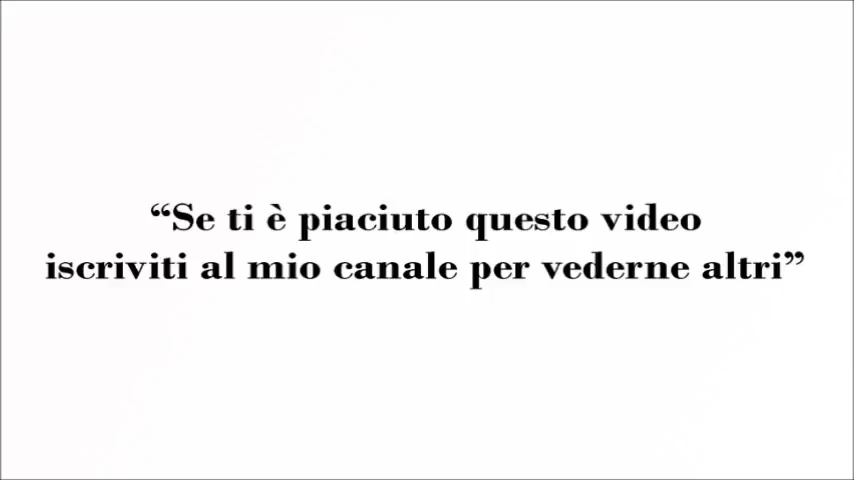 “Se ti è piaciuto questo video
iscriviti al mio canale per vederne altri”